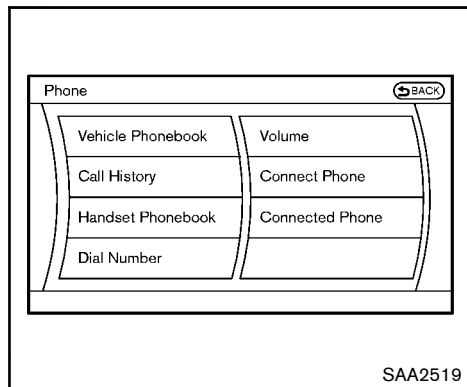 Phone
BACK
Vehicle Phonebook
Volume
Call History
Connect Phone
Handset Phonebook
Connected Phone
Dial Number
SAA2519